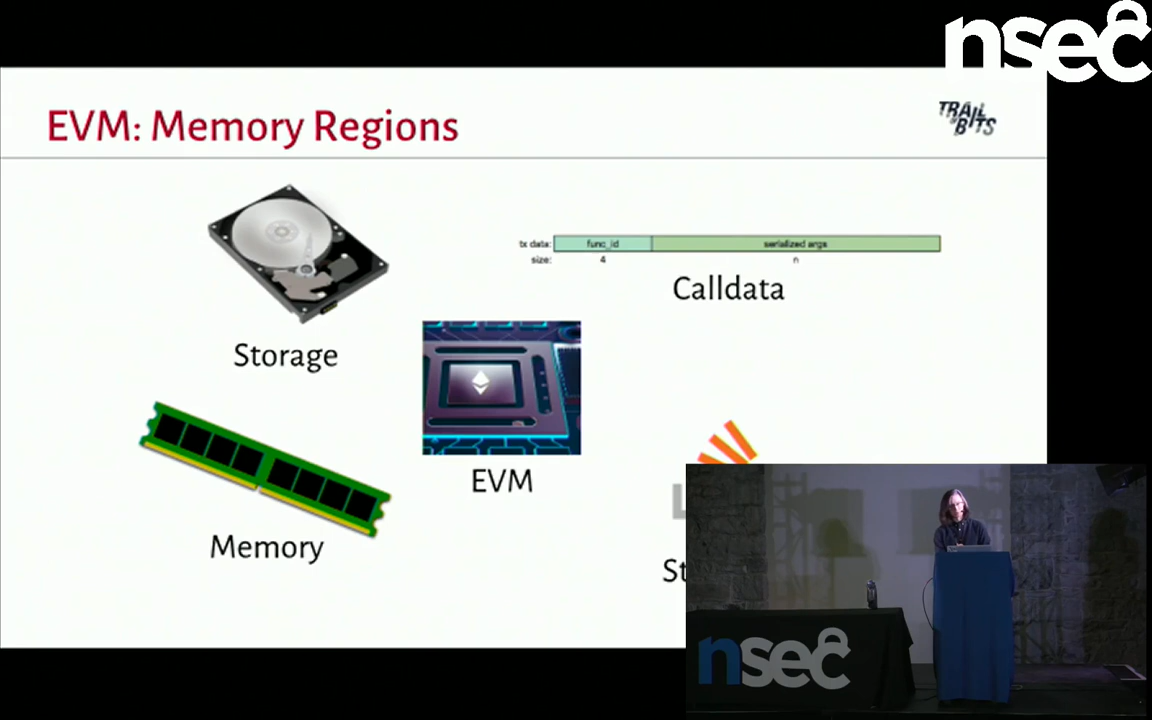 nsec
EVM: Memory Regions
TRAIL
OF
BITS
tx data: func_id serialized args
size: 4 n
Calldata
Storage
EVM
Memory
St
nsec